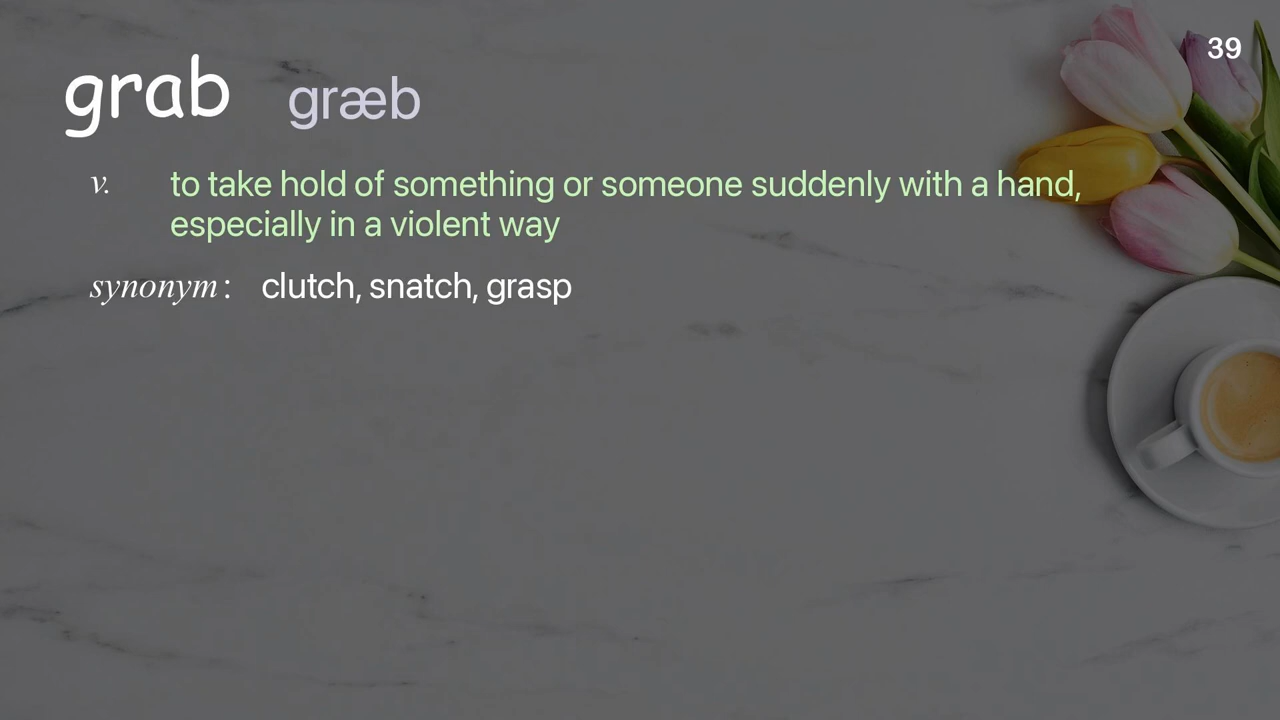 39
grab græb
v. to take hold of something or someone suddenly with a hand,
especially in a violent way
synonym : clutch, snatch, grasp